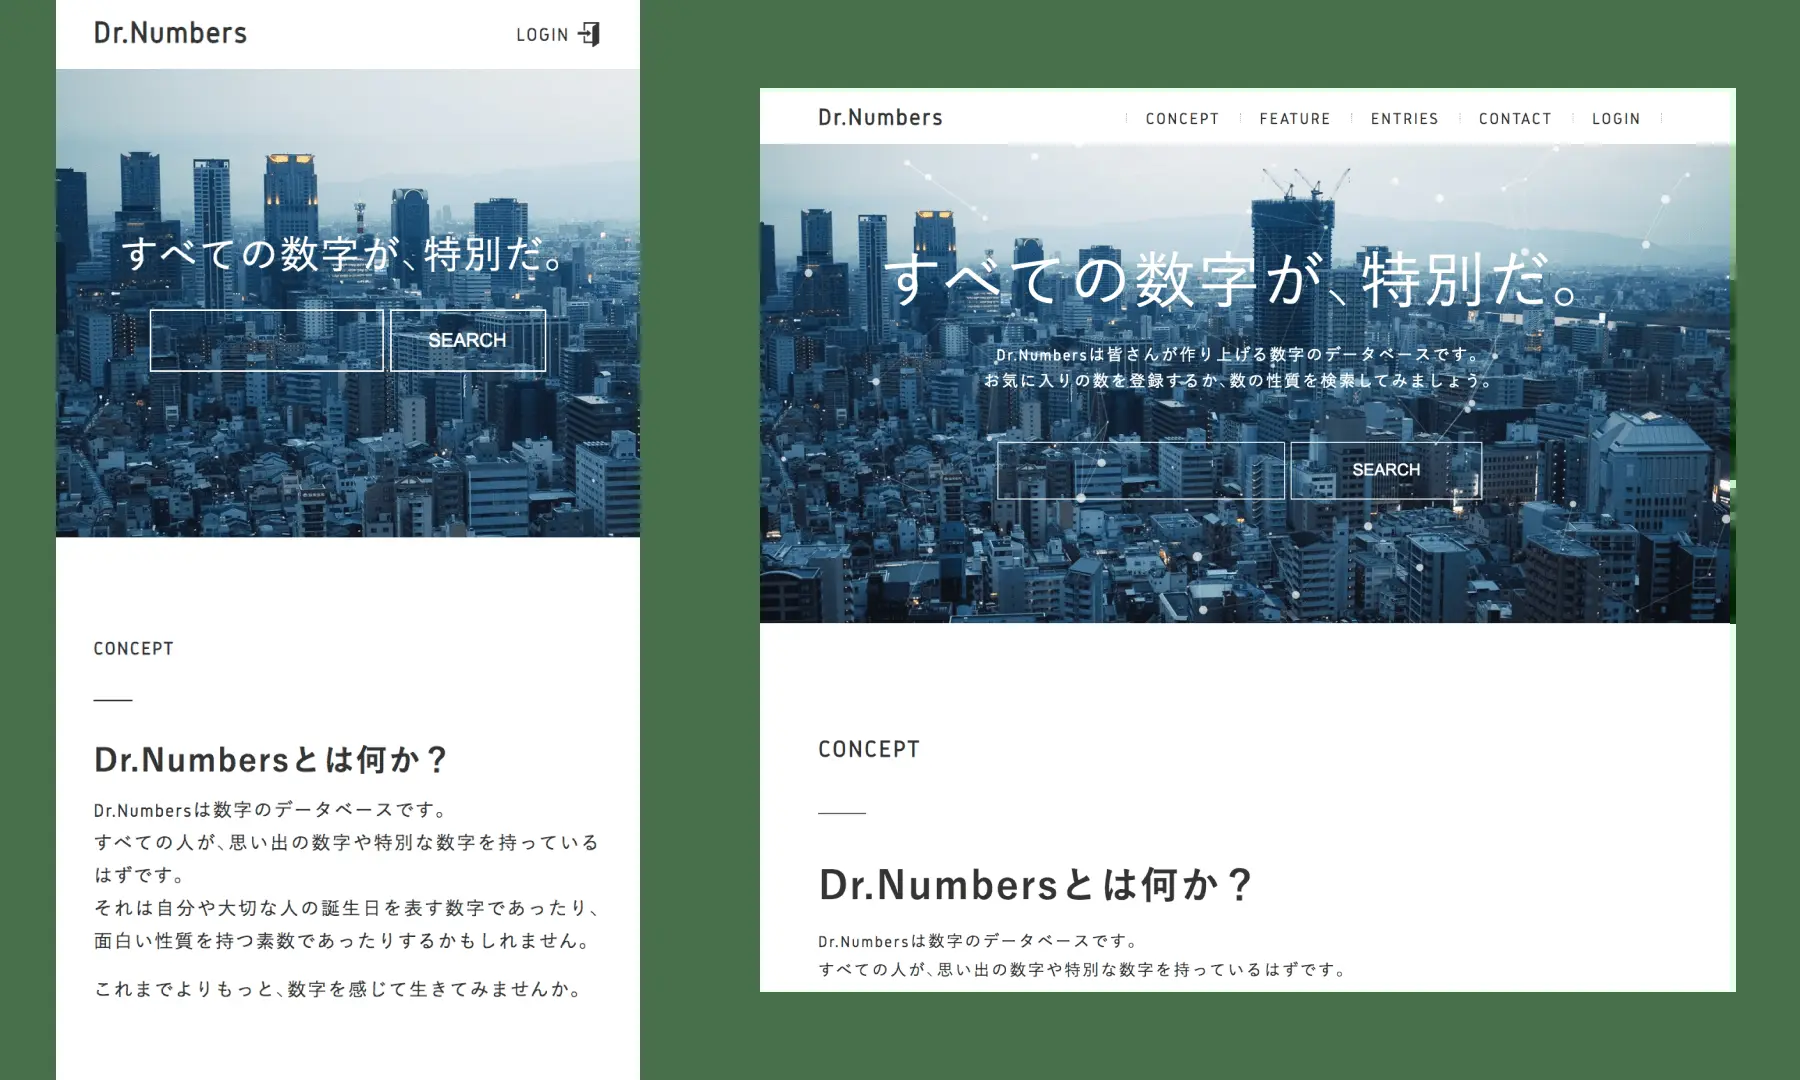 Dr.Numbers
LOGIN
すべての数字が、特別だ。
SEARCH
CONCEPT
Dr.Numbersとは何か？
Dr.Numbersは数字のデータベースです。
すべての人が、思い出の数字や特別な数字を持っている
はずです。
それは自分や大切な人の誕生日を表す数字であったり、
面白い性質を持つ素数であったりするかもしれません。
これまでよりもっと、数字を感じて生きてみませんか。
Dr.Numbers
CONCEPT FEATURE ENTRIES CONTACT LOGIN
すべての数字が、特別だ。
Dr.Numbersは皆さんが作り上げる数字のデータベースです。
お気に入りの数を登録するか、数の性質を検索してみましょう。
SEARCH
CONCEPT
Dr.Numbersとは何か？
Dr.Numbersは数字のデータベースです。
すべての人が、思い出の数字や特別な数字を持っているはずです。